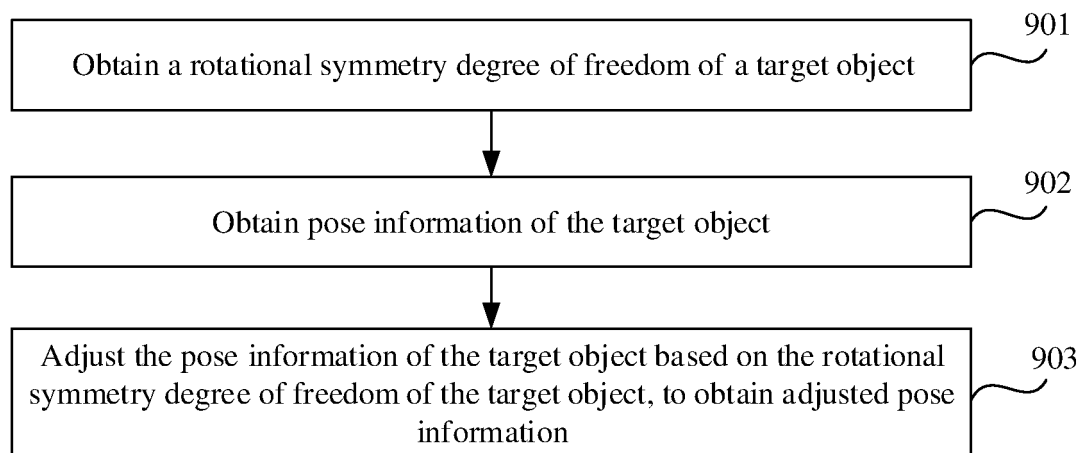 901
Obtain a rotational symmetry degree of freedom of a target object
902
Obtain pose information of the target object
903
Adjust the pose information of the target object based on the rotational
symmetry degree of freedom of the target object, to obtain adjusted pose
information